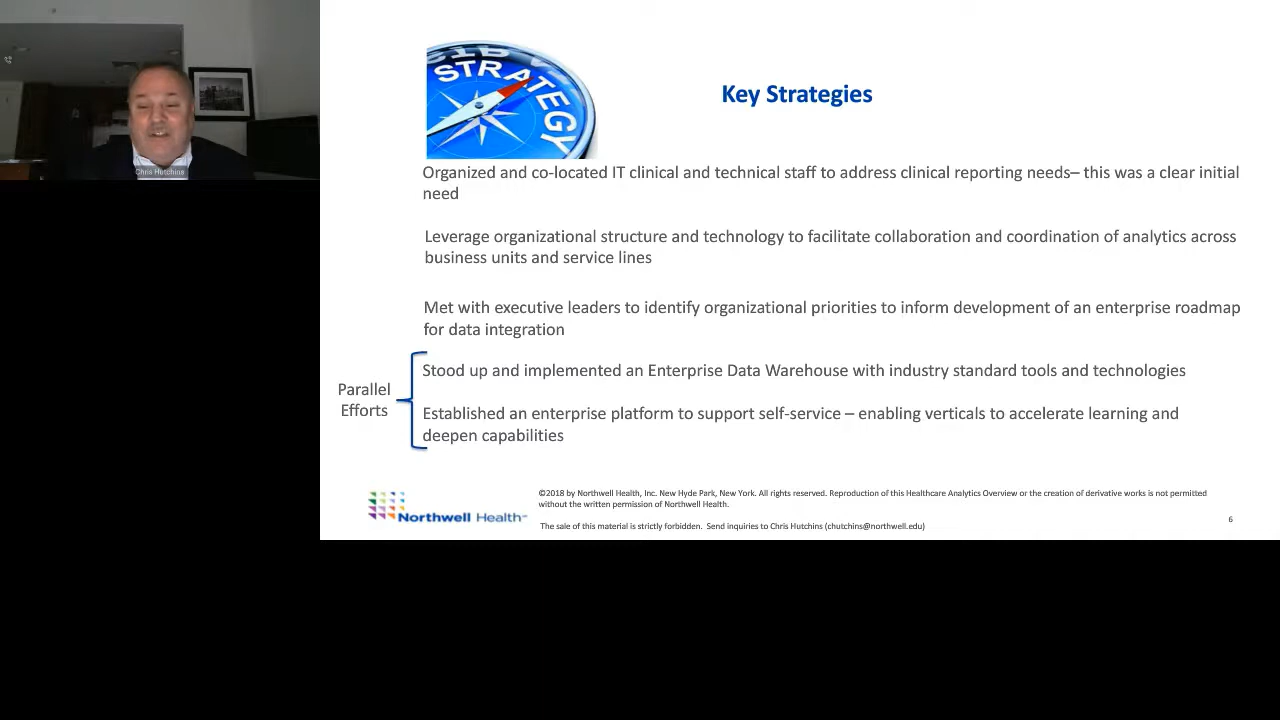 Chris Hutchins
STRATEGY
Key Strategies
Organized and co-located IT clinical and technical staff to address clinical reporting needs– this was a clear initial
need
Leverage organizational structure and technology to facilitate collaboration and coordination of analytics across
business units and service lines
Met with executive leaders to identify organizational priorities to inform development of an enterprise roadmap
for data integration
Parallel
Efforts
Stood up and implemented an Enterprise Data Warehouse with industry standard tools and technologies
Established an enterprise platform to support self-service – enabling verticals to accelerate learning and
deepen capabilities
Northwell Health℠
©2018 by Northwell Health, Inc. New Hyde Park, New York. All rights reserved. Reproduction of this Healthcare Analytics Overview or the creation of derivative works is not permitted
without the written permission of Northwell Health.
The sale of this material is strictly forbidden. Send inquiries to Chris Hutchins (chutchins@northwell.edu)
6